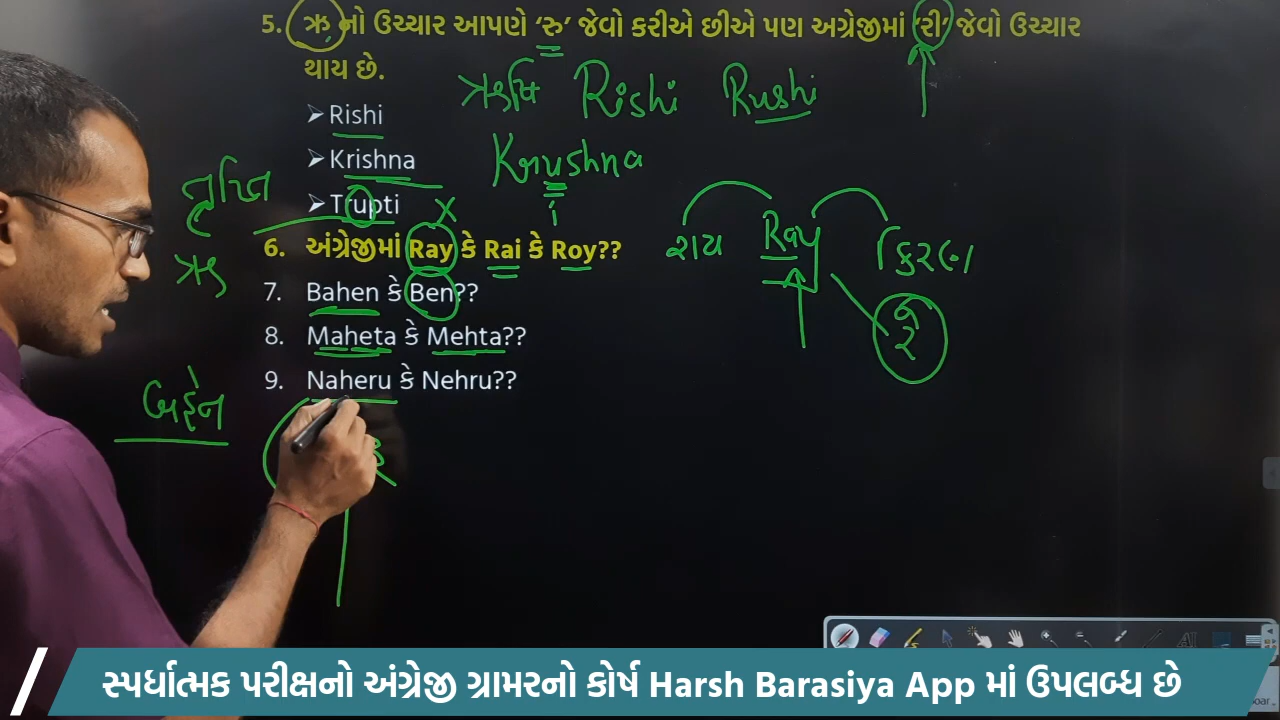 5. ઋ નો ઉચ્ચાર આપણે ‘રુ’ જેવો કરીએ છીએ પણ અંગ્રેજીમાં ‘રી’ જેવો ઉચ્ચાર
થાય છે.
ઋષિ Rishi Rushi
➢Rishi
➢Krishna Krushna
તૃપ્તિ ➢Trupti X i
6. અંગ્રેજીમાં Ray કે Rai કે Roy??
રાય Ray કિરણ
ઋ
7. Bahen કે Ben??
રે
8. Maheta કે Mehta??
9. Naheru કે Nehru??
બહેન
સ્પર્ધાત્મક પરીક્ષનો અંગ્રેજી ગ્રામરનો કોર્ષ Harsh Barasiya App માં ઉપલબ્ધ છે